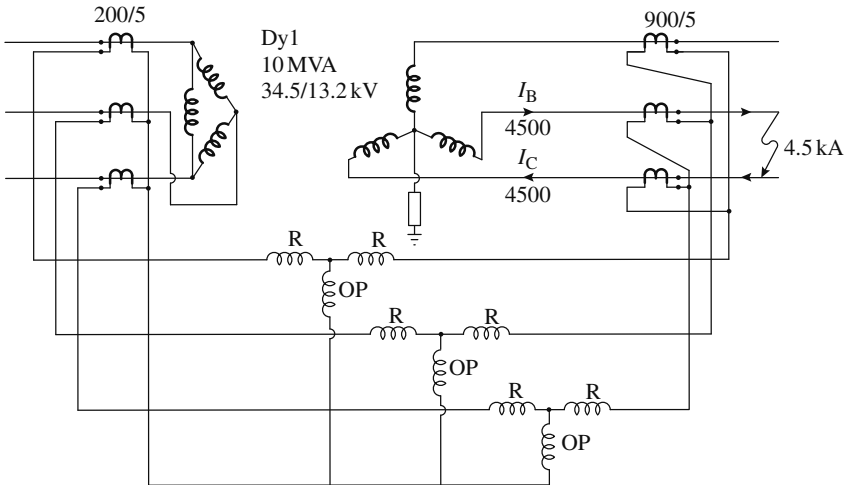 200/5
Dy1
10 MVA
34.5/13.2 kV
900/5
I_B
4500
I_C
4500
4.5 kA
R R
OP
R R
OP
R R
OP